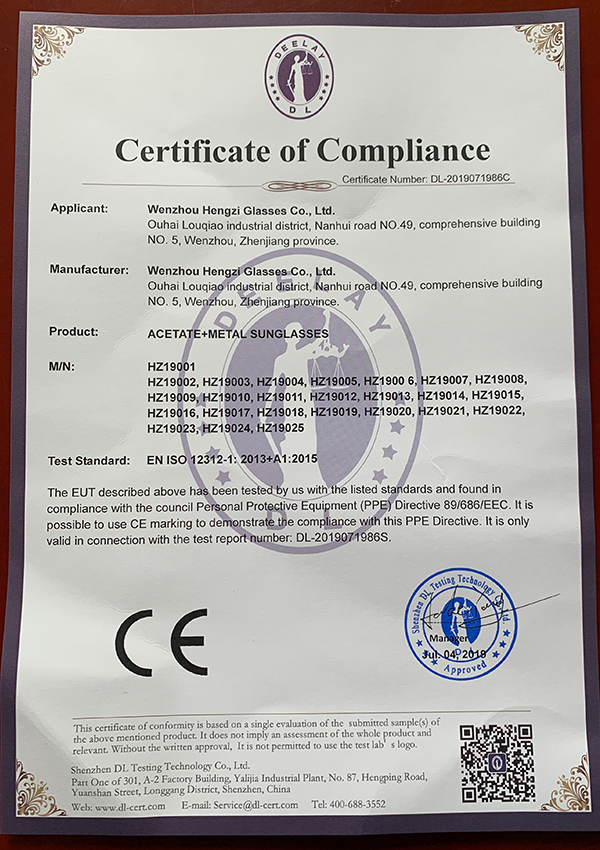 DEELAY
DL
Certificate of Compliance
Certificate Number: DL-2019071986C
Applicant: Wenzhou Hengzi Glasses Co., Ltd.
Ouhai Louqiao industrial district, Nanhui road NO.49, comprehensive building
NO. 5, Wenzhou, Zhenjiang province.
Manufacturer: Wenzhou Hengzi Glasses Co., Ltd.
Ouhai Louqiao industrial district, Nanhui road NO.49, comprehensive building
NO. 5, Wenzhou, Zhenjiang province.
DEELAY
Product: ACETATE+METAL SUNGLASSES
M/N: HZ19001
HZ19002, HZ19003, HZ19004, HZ19005, HZ1900 6, HZ19007, HZ19008,
HZ19009, HZ19010, HZ19011, HZ19012, HZ19013, HZ19014, HZ19015,
HZ19016, HZ19017, HZ19018, HZ19019, HZ19020, HZ19021, HZ19022,
HZ19023, HZ19024, HZ19025
Test Standard: EN ISO 12312-1: 2013+A1:2015
The EUT described above has been tested by us with the listed standards and found in
compliance with the council Personal Protective Equipment (PPE) Directive 89/686/EEC. It is
possible to use CE marking to demonstrate the compliance with this PPE Directive. It is only
valid in connection with the test report number: DL-2019071986S.
DL
CE
Shenzhen DL Testing Technology Co., Ltd.
Manager
Jul. 04, 2019
Approved
This certificate of conformity is based on a single evaluation of the submitted sample(s) of
the above mentioned product. It does not imply an assessment of the whole product and
relevant. Without the written approval, It is not permitted to use the test lab's logo.
Shenzhen DL Testing Technology Co., Ltd.
Part One of 301, A-2 Factory Building, Yalijia Industrial Plant, No. 87, Hengping Road,
Yuanshan Street, Longgang District, Shenzhen, China
Web: www.dl-cert.com E-mail: Service@dl-cert.com Tel: 400-688-3552